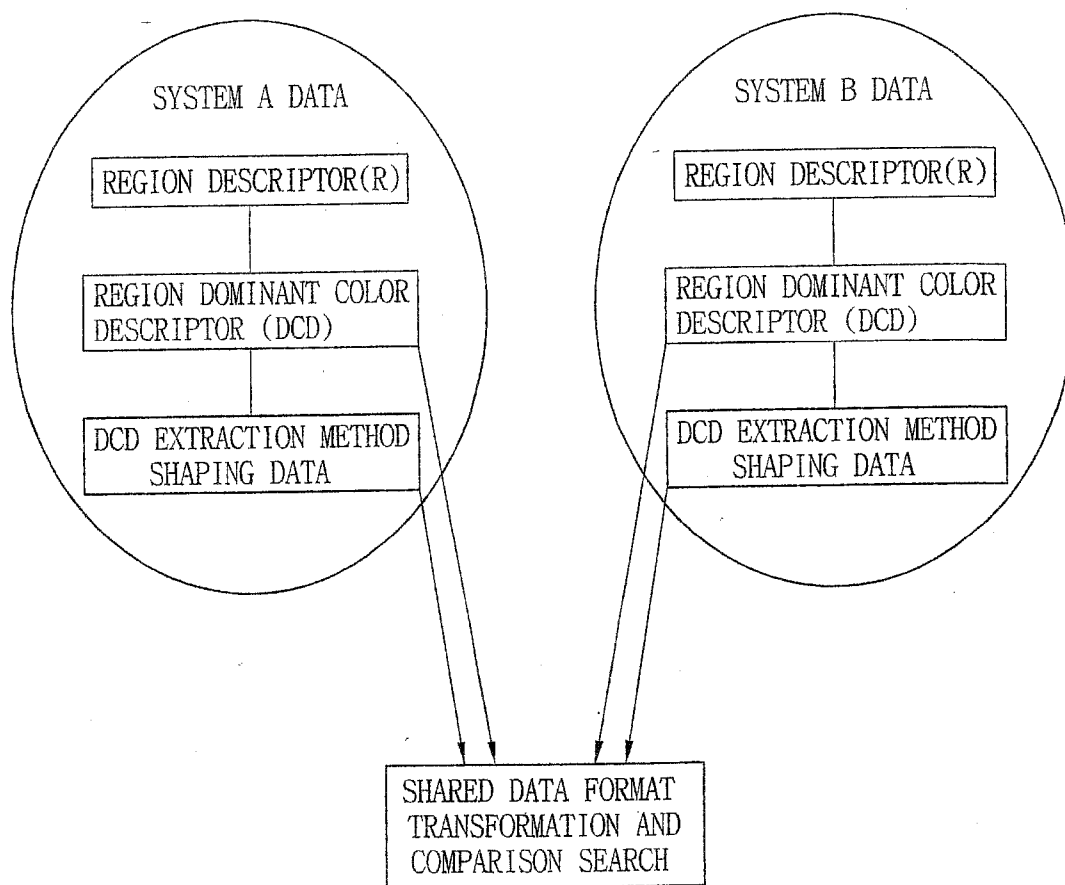 SYSTEM A DATA
REGION DESCRIPTOR(R)
REGION DOMINANT COLOR
DESCRIPTOR (DCD)
DCD EXTRACTION METHOD
SHAPING DATA
SYSTEM B DATA
REGION DESCRIPTOR(R)
REGION DOMINANT COLOR
DESCRIPTOR (DCD)
DCD EXTRACTION METHOD
SHAPING DATA
SHARED DATA FORMAT
TRANSFORMATION AND
COMPARISON SEARCH